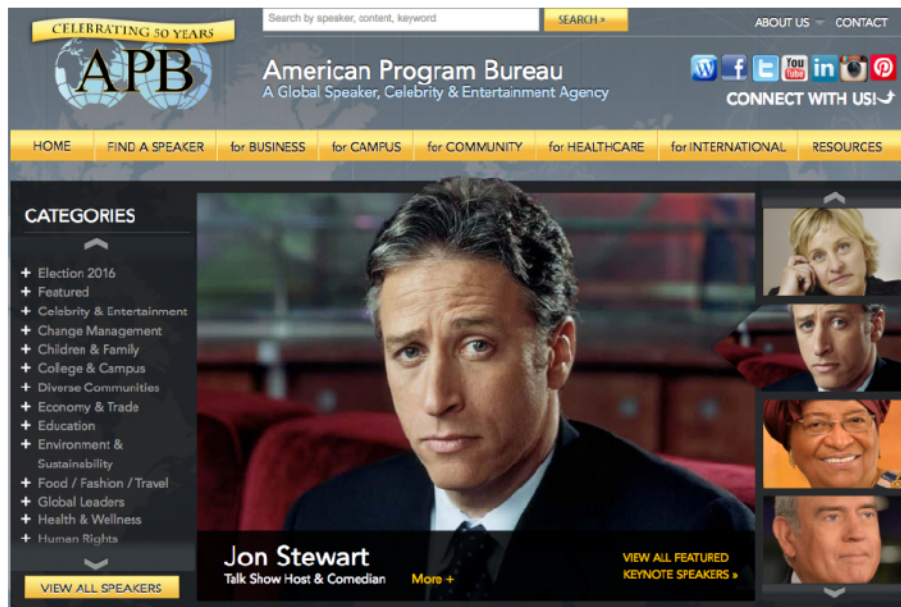 CELEBRATING 50 YEARS
APB
Search by speaker, content, keyword
SEARCH »
ABOUT US
CONTACT
American Program Bureau
A Global Speaker, Celebrity & Entertainment Agency
You
Tube
in
CONNECT WITH US!
HOME
FIND A SPEAKER
for BUSINESS
for CAMPUS
for COMMUNITY
for HEALTHCARE
for INTERNATIONAL
RESOURCES
CATEGORIES
+ Election 2016
+ Featured
+ Celebrity & Entertainment
+ Change Management
+ Children & Family
+ College & Campus
+ Diverse Communities
+ Economy & Trade
+ Education
+ Environment &
Sustainability
+ Food / Fashion / Travel
+ Global Leaders
+ Health & Wellness
+ Human Rights
VIEW ALL SPEAKERS
Jon Stewart
Talk Show Host & Comedian
More +
VIEW ALL FEATURED
KEYNOTE SPEAKERS »